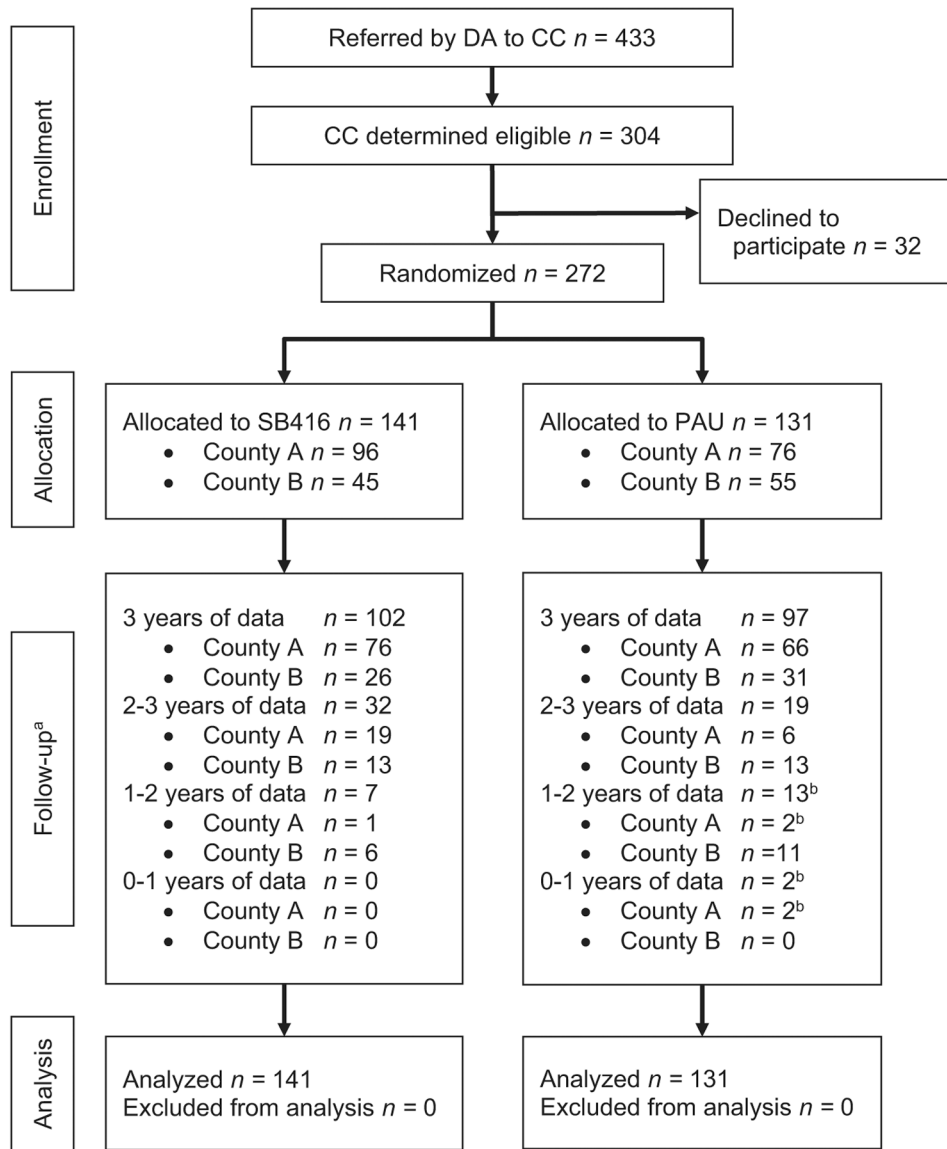 Enrollment
Referred by DA to CC n = 433
CC determined eligible n = 304
Declined to
participate n = 32
Randomized n = 272
Allocation
Allocated to SB416 n = 141
• County A n = 96
• County B n = 45
Allocated to PAU n = 131
• County A n = 76
• County B n = 55
Follow-upᵃ
3 years of data n = 102
• County A n = 76
• County B n = 26
2-3 years of data n = 32
• County A n = 19
• County B n = 13
1-2 years of data n = 7
• County A n = 1
• County B n = 6
0-1 years of data n = 0
• County A n = 0
• County B n = 0
3 years of data n = 97
• County A n = 66
• County B n = 31
2-3 years of data n = 19
• County A n = 6
• County B n = 13
1-2 years of data n = 13ᵇ
• County A n = 2ᵇ
• County B n =11
0-1 years of data n = 2ᵇ
• County A n = 2ᵇ
• County B n = 0
Analysis
Analyzed n = 141
Excluded from analysis n = 0
Analyzed n = 131
Excluded from analysis n = 0